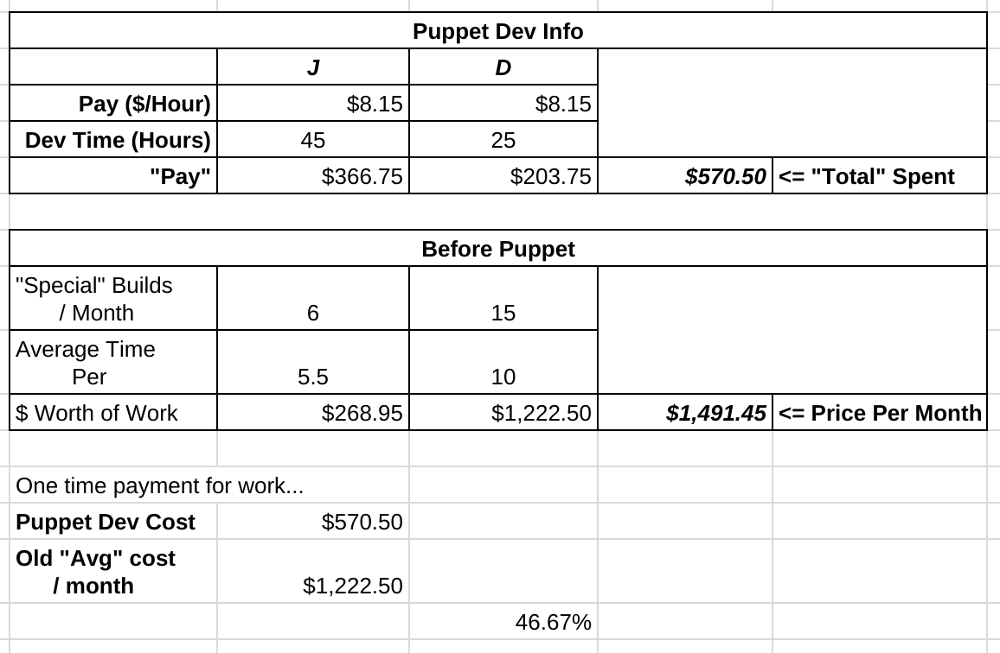 Puppet Dev Info
J D
Pay ($/Hour) $8.15 $8.15
Dev Time (Hours) 45 25
"Pay" $366.75 $203.75 $570.50 <= "Total" Spent
Before Puppet
"Special" Builds
/ Month 6 15
Average Time
Per 5.5 10
$ Worth of Work $268.95 $1,222.50 $1,491.45 <= Price Per Month
One time payment for work...
Puppet Dev Cost $570.50
Old "Avg" cost
/ month $1,222.50
46.67%